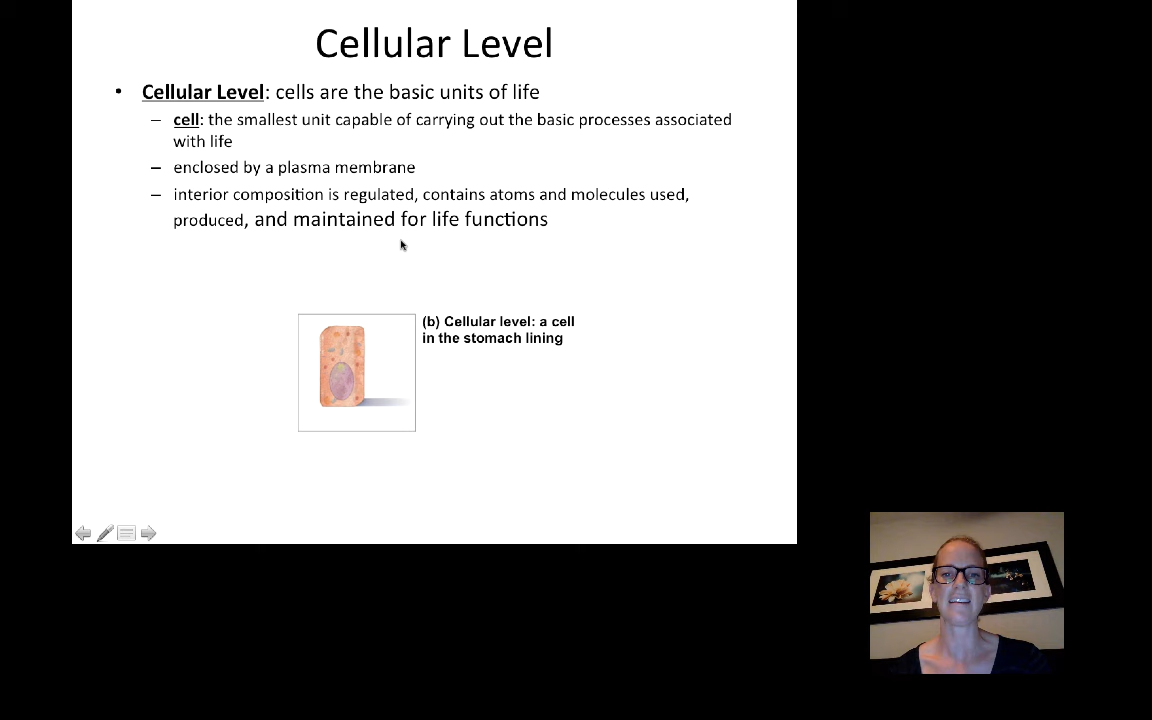 Cellular Level
• Cellular Level: cells are the basic units of life
– cell: the smallest unit capable of carrying out the basic processes associated
with life
– enclosed by a plasma membrane
– interior composition is regulated, contains atoms and molecules used,
produced, and maintained for life functions
(b) Cellular level: a cell
in the stomach lining